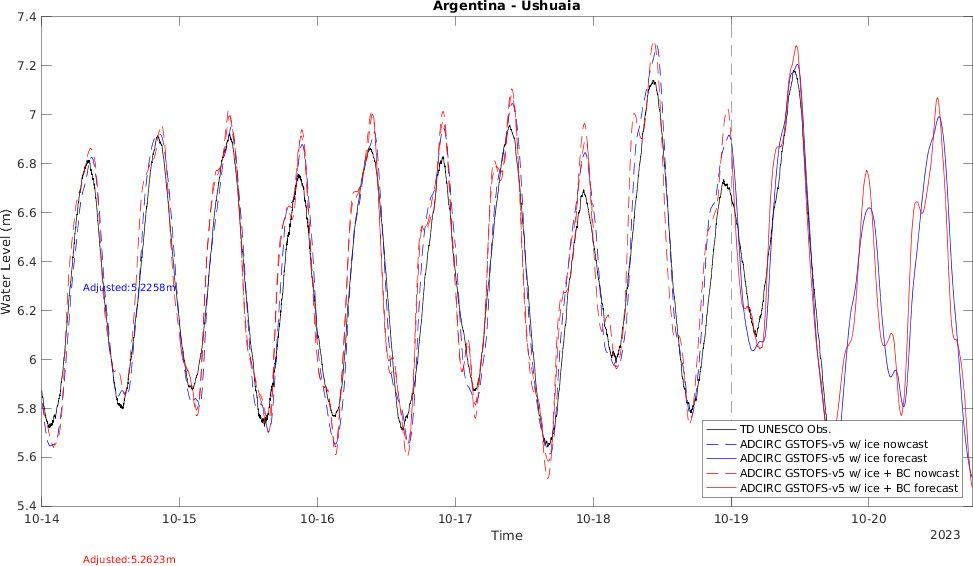 Argentina - Ushuaia
7.4
7.2
7
6.8
6.6
6.4
6.2
6
5.8
5.6
5.4
Water Level (m)
Adjusted:5.2258m
TD UNESCO Obs.
ADCIRC GSTOFS-v5 w/ ice nowcast
ADCIRC GSTOFS-v5 w/ ice forecast
ADCIRC GSTOFS-v5 w/ ice + BC nowcast
ADCIRC GSTOFS-v5 w/ ice + BC forecast
10-14 10-15 10-16 10-17 10-18 10-19 10-20
Time
2023
Adjusted:5.2623m